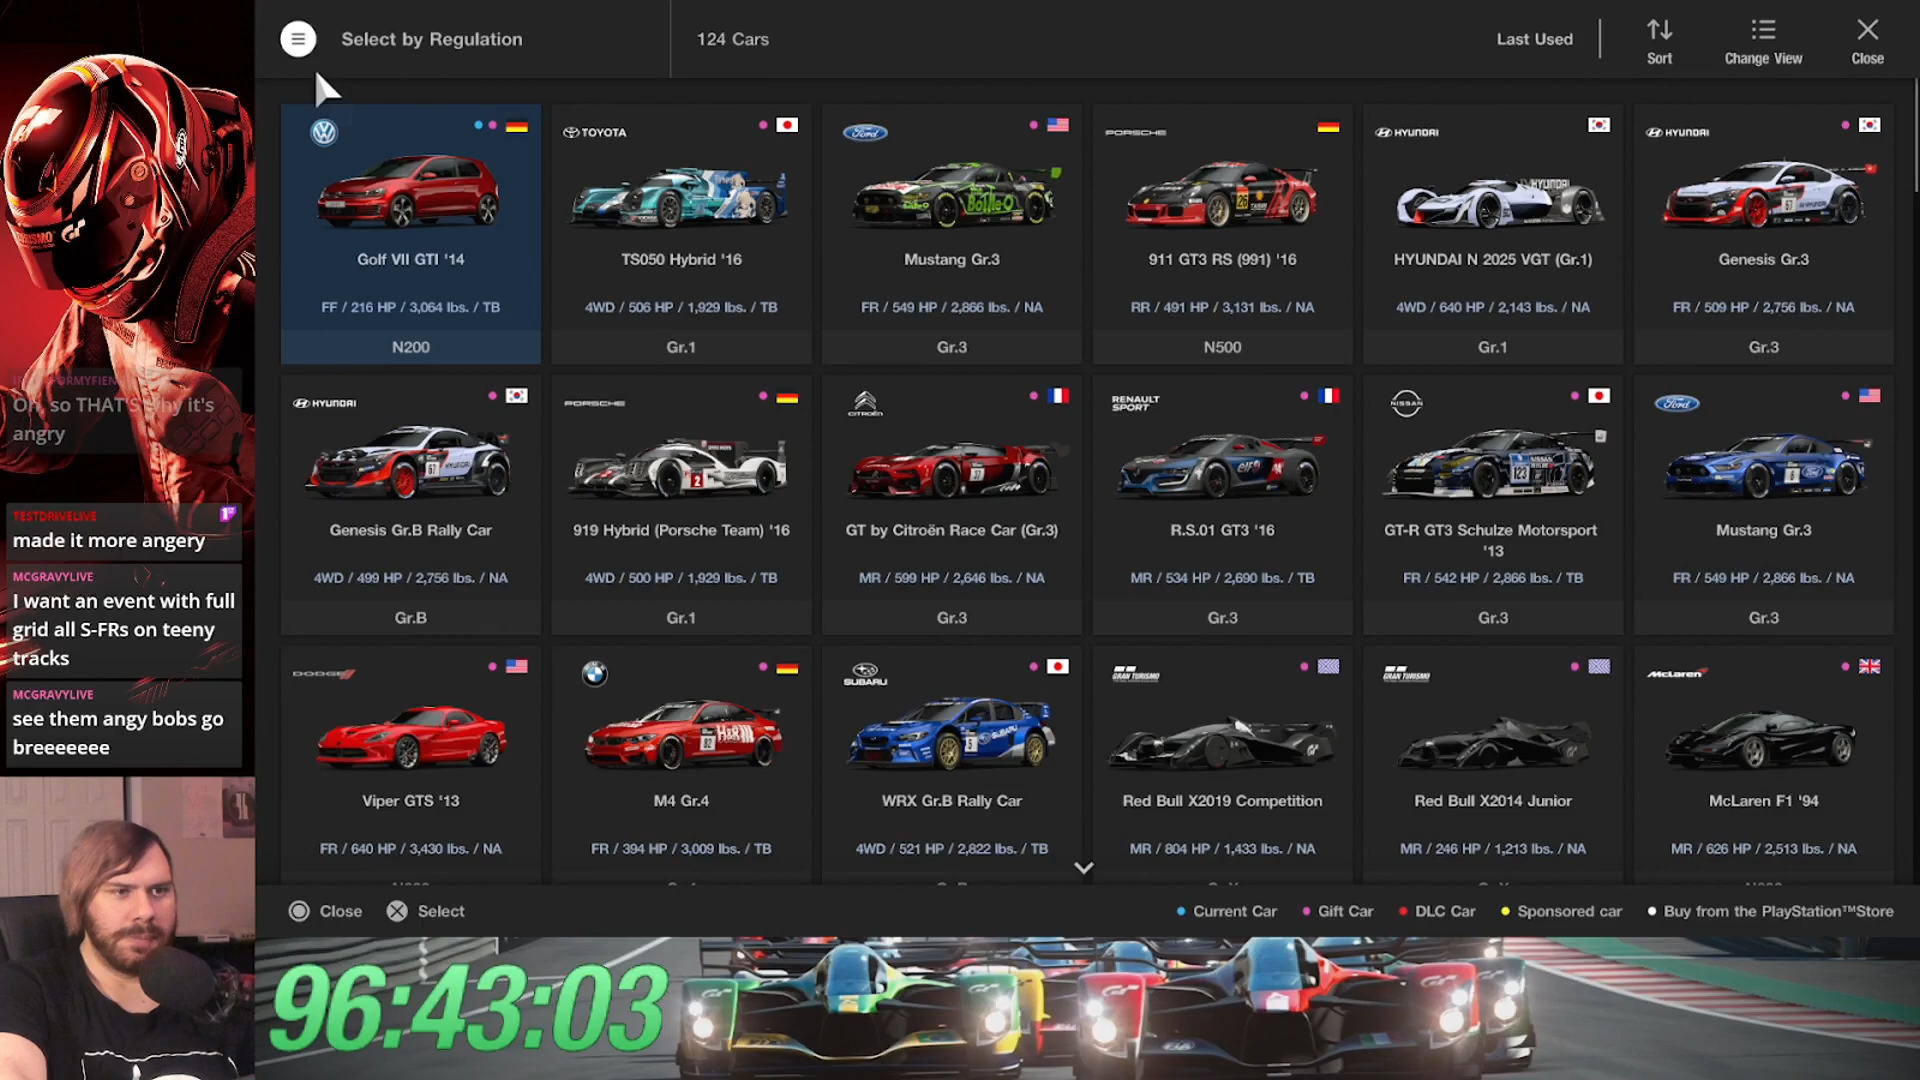 Select by Regulation
124 Cars
Last Used
Sort
Change View
Close
Golf VII GTI '14
FF / 216 HP / 3,064 lbs. / TB
N200
TOYOTA
TS050 Hybrid '16
4WD / 506 HP / 1,929 lbs. / TB
Gr.1
Ford
Mustang Gr.3
FR / 549 HP / 2,866 lbs. / NA
Gr.3
PORSCHE
911 GT3 RS (991) '16
RR / 491 HP / 3,131 lbs. / NA
N500
HYUNDAI
HYUNDAI N 2025 VGT (Gr.1)
4WD / 640 HP / 2,143 lbs. / NA
Gr.1
HYUNDAI
Genesis Gr.3
FR / 509 HP / 2,756 lbs. / NA
Gr.3
HYUNDAI
Genesis Gr.B Rally Car
4WD / 499 HP / 2,756 lbs. / NA
Gr.B
PORSCHE
919 Hybrid (Porsche Team) '16
4WD / 500 HP / 1,929 lbs. / TB
Gr.1
CITROËN
GT by Citroën Race Car (Gr.3)
MR / 599 HP / 2,646 lbs. / NA
Gr.3
RENAULT
SPORT
R.S.01 GT3 '16
MR / 534 HP / 2,690 lbs. / TB
Gr.3
NISSAN
GT-R GT3 Schulze Motorsport
'13
FR / 542 HP / 2,866 lbs. / TB
Gr.3
Ford
Mustang Gr.3
FR / 549 HP / 2,866 lbs. / NA
Gr.3
DODGE
Viper GTS '13
FR / 640 HP / 3,430 lbs. / NA
BMW
M4 Gr.4
FR / 394 HP / 3,009 lbs. / TB
SUBARU
WRX Gr.B Rally Car
4WD / 521 HP / 2,822 lbs. / TB
GRAN TURISMO
Red Bull X2019 Competition
MR / 804 HP / 1,433 lbs. / NA
GRAN TURISMO
Red Bull X2014 Junior
MR / 246 HP / 1,213 lbs. / NA
McLaren
McLaren F1 '94
MR / 626 HP / 2,513 lbs. / NA
Close
Select
Current Car
Gift Car
DLC Car
Sponsored car
Buy from the PlayStation™Store
Oh, so THAT'S why it's
angry
TESTDRIVELIVE
made it more angery
MCGRAVYLIVE
I want an event with full
grid all S-FRs on teeny
tracks
MCGRAVYLIVE
see them angy bobs go
breeeeeee
96:43:03